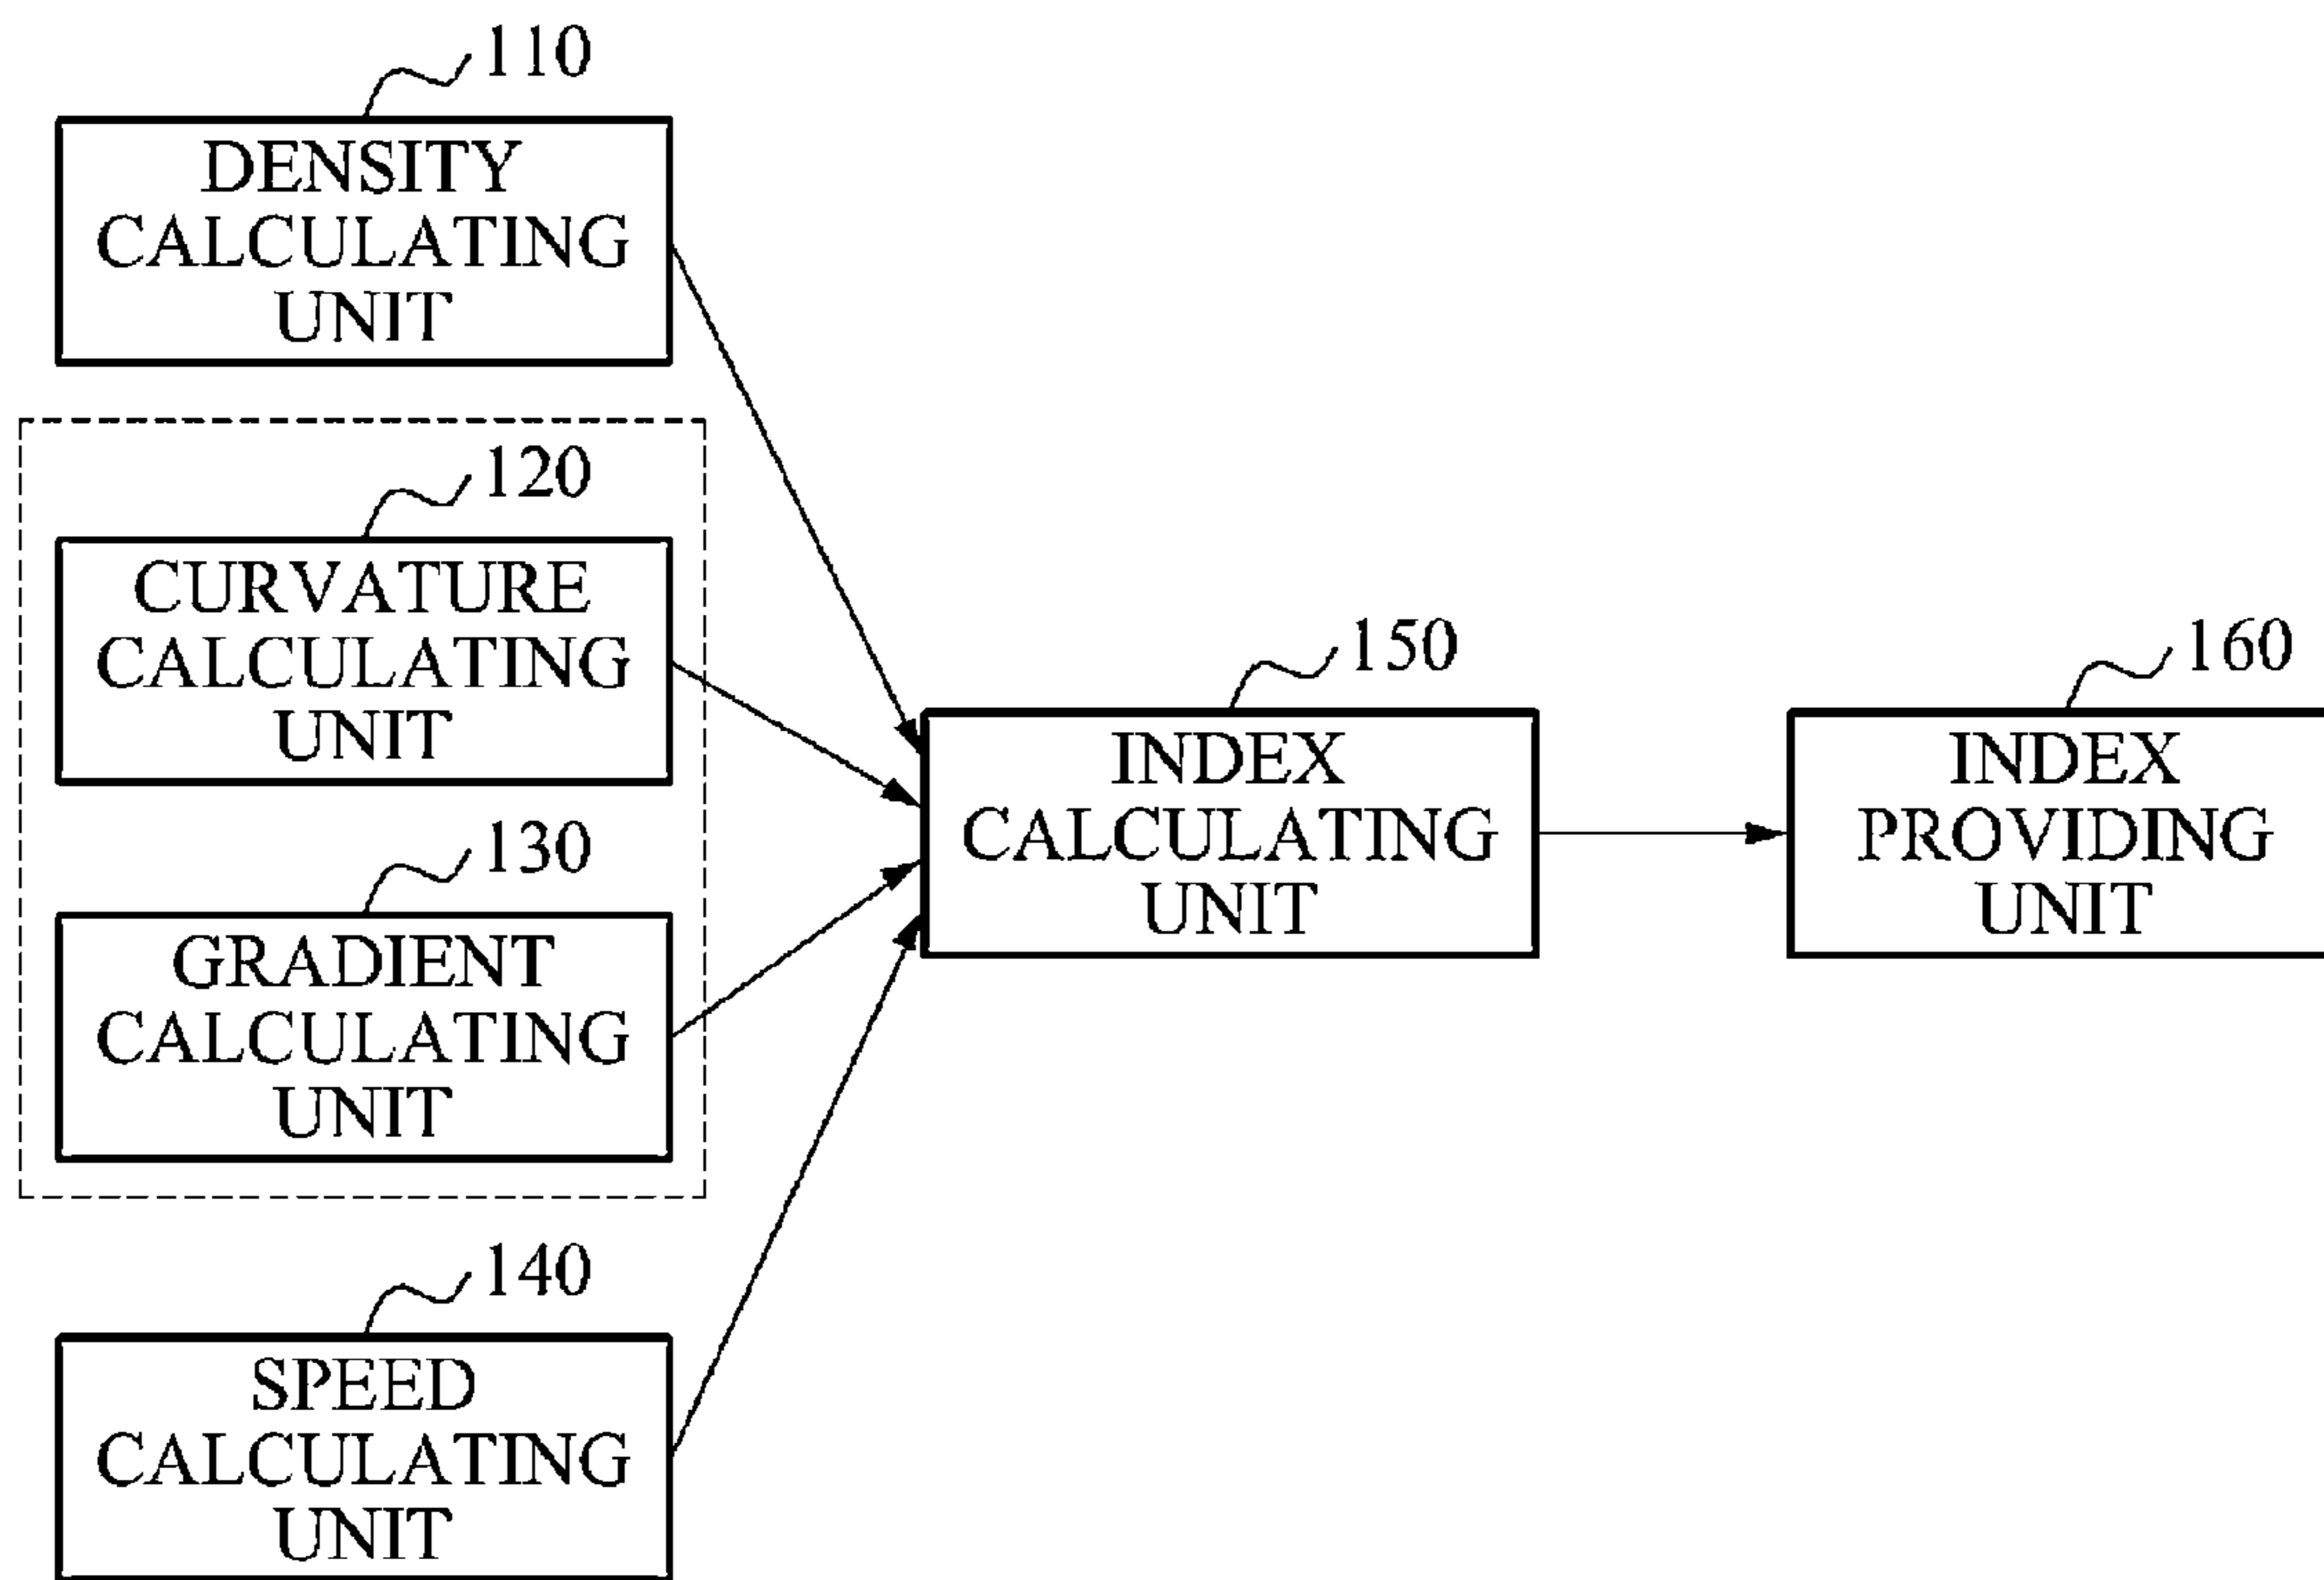 110
DENSITY
CALCULATING
UNIT
120
CURVATURE
CALCULATING
UNIT
130
GRADIENT
CALCULATING
UNIT
140
SPEED
CALCULATING
UNIT
150
INDEX
CALCULATING
UNIT
160
INDEX
PROVIDING
UNIT